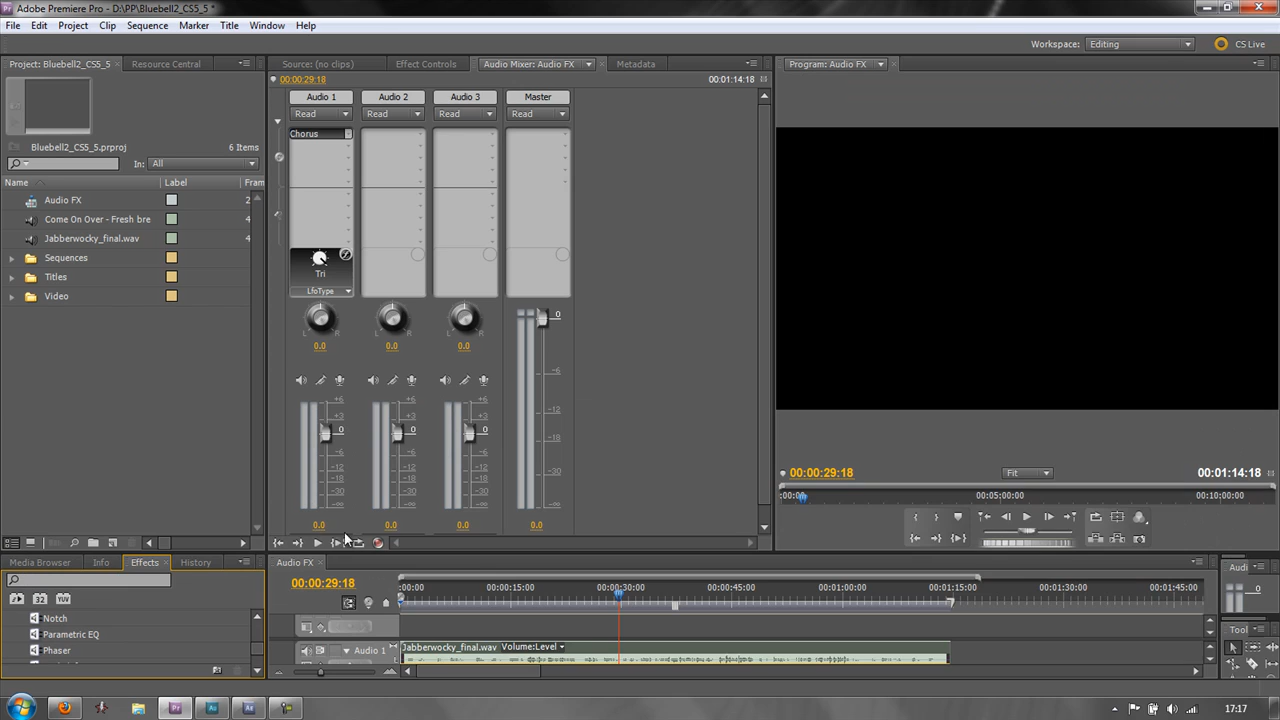 Adobe Premiere Pro - D:\PP\Bluebell2_CS5_5 *
File Edit Project Clip Sequence Marker Title Window Help
Workspace: Editing CS Live
Project: Bluebell2_CS5_5 Resource Central
Source: (no clips) Effect Controls Audio Mixer: Audio FX Metadata
Program: Audio FX
00:00:29:18 00:01:14:18
Audio 1 Audio 2 Audio 3 Master
Read Read Read Read
Chorus
Bluebell2_CS5_5.prproj
6 Items
In: All
Name Label Fram
Audio FX 2
Come On Over - Fresh bre 4
Jabberwocky_final.wav 4
Sequences
Titles
Video
Tri
LfoType
L R L R L R
0.0 0.0 0.0
0
-6
-12
-18
-30
-∞
+6 +6 +6
+3 +3 +3
0 0 0
-6 -6 -6
-12 -12 -12
-18 -18 -18
-30 -30 -30
-∞ -∞ -∞
0.0 0.0 0.0 0.0
00:00:29:18 Fit 00:01:14:18
:00:00 00:05:00:00 00:10:00:00
Media Browser Info Effects History
32 YUV
Notch
Parametric EQ
Phaser
Audio FX
00:00:29:18
:00:00 00:00:15:00 00:00:30:00 00:00:45:00 00:01:00:00 00:01:15:00 00:01:30:00 00:01:45:00
Audio 1
Jabberwocky_final.wav Volume:Level
Audi
Tool
17:17